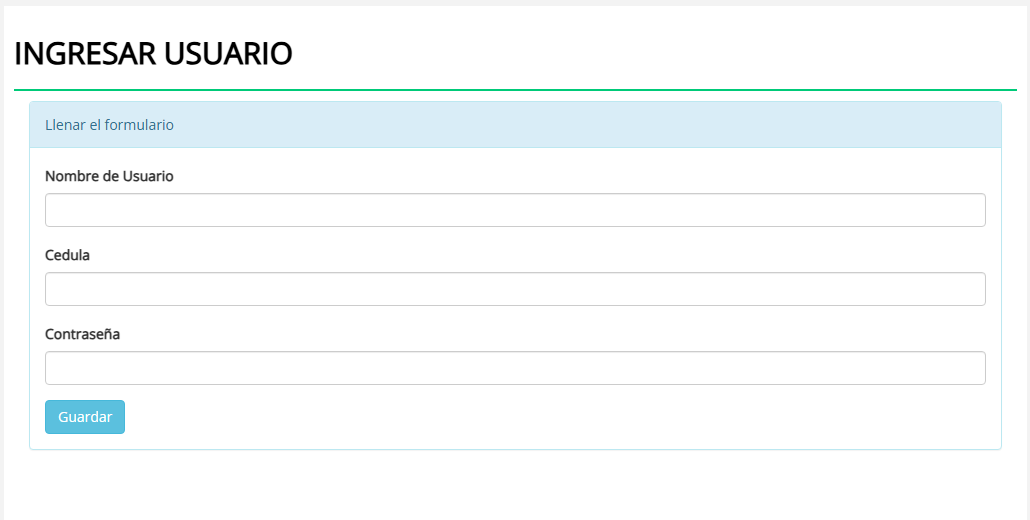 INGRESAR USUARIO
Llenar el formulario
Nombre de Usuario
Cedula
Contraseña
Guardar